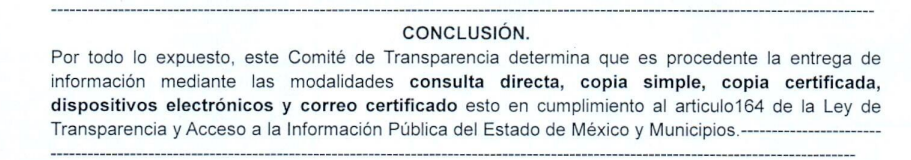 CONCLUSIÓN.
Por todo lo expuesto, este Comité de Transparencia determina que es procedente la entrega de
información mediante las modalidades consulta directa, copia simple, copia certificada,
dispositivos electrónicos y correo certificado esto en cumplimiento al articulo164 de la Ley de
Transparencia y Acceso a la Información Pública del Estado de México y Municipios.------------------------